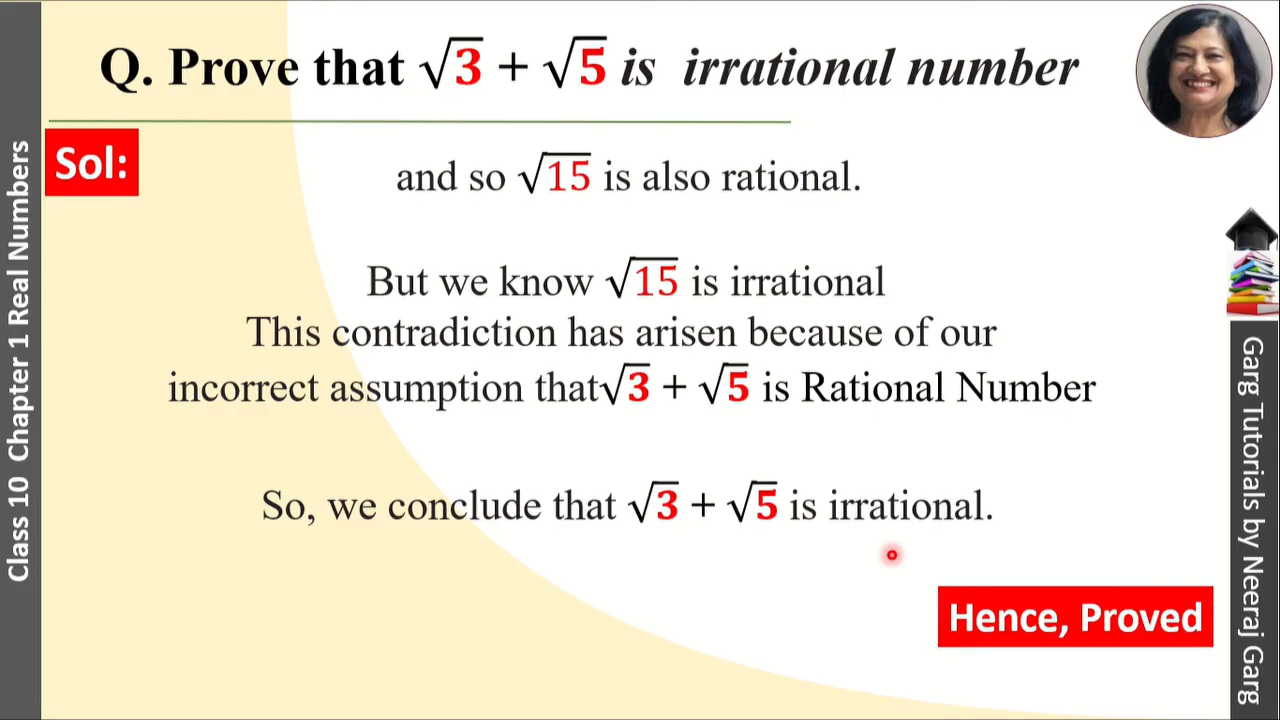 Q. Prove that √3 + √5 is irrational number
Sol:
and so √15 is also rational.
But we know √15 is irrational
This contradiction has arisen because of our
incorrect assumption that√3 + √5 is Rational Number
So, we conclude that √3 + √5 is irrational.
Hence, Proved
Class 10 Chapter 1 Real Numbers
Garg Tutorials by Neeraj Garg